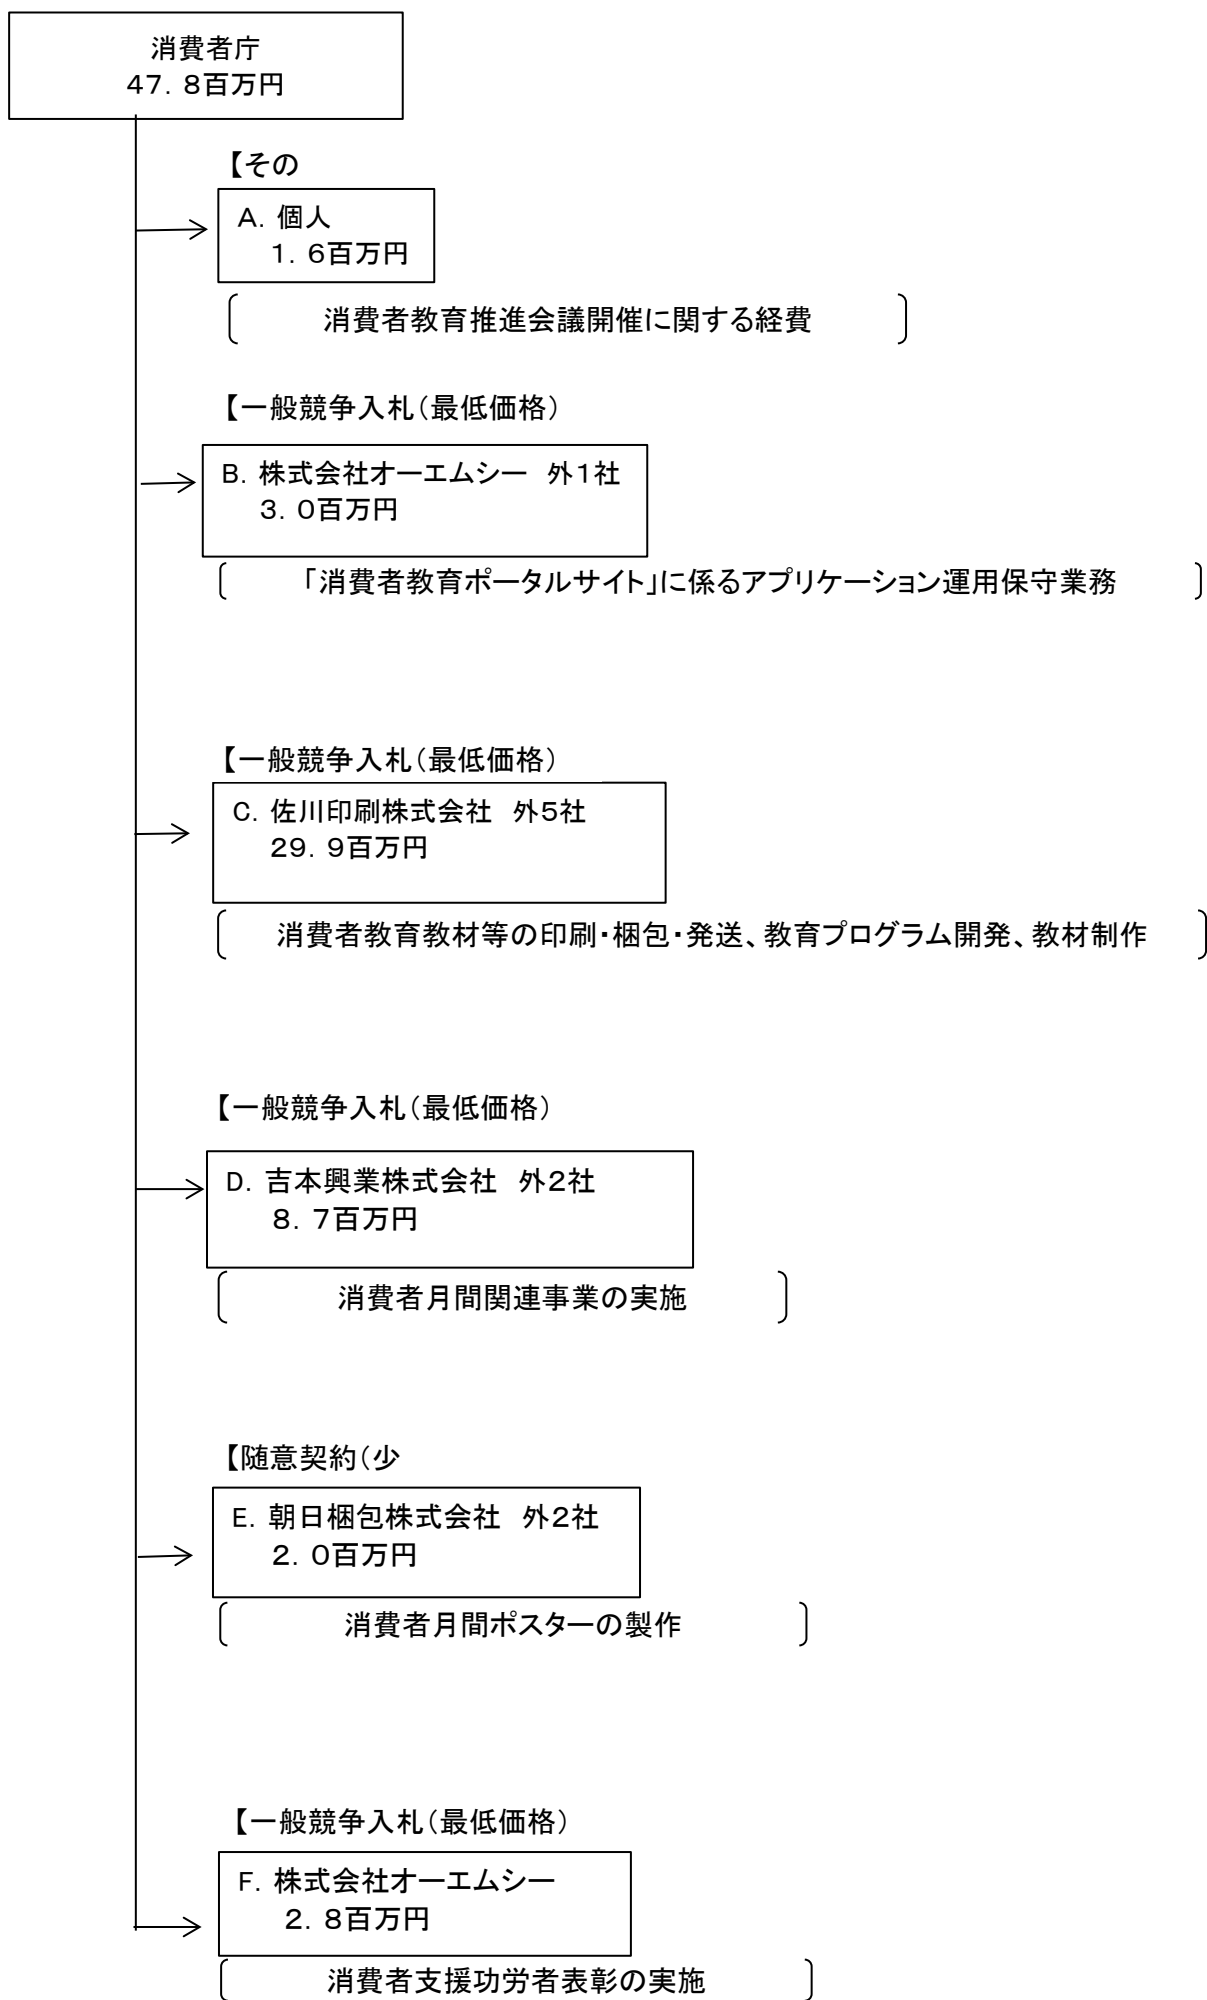 消費者庁
47．8百万円
【その
A．個人
1．6百万円
消費者教育推進会議開催に関する経費
【一般競争入札（最低価格）
B．株式会社オーエムシー　外１社
3．0百万円
「消費者教育ポータルサイト」に係るアプリケーション運用保守業務
【一般競争入札（最低価格）
C．佐川印刷株式会社　外５社
29．9百万円
消費者教育教材等の印刷・梱包・発送、教育プログラム開発、教材制作
【一般競争入札（最低価格）
D．吉本興業株式会社　外２社
8．7百万円
消費者月間関連事業の実施
【随意契約（少
E．朝日梱包株式会社　外２社
2．0百万円
消費者月間ポスターの製作
【一般競争入札（最低価格）
F．株式会社オーエムシー
2．8百万円
消費者支援功労者表彰の実施